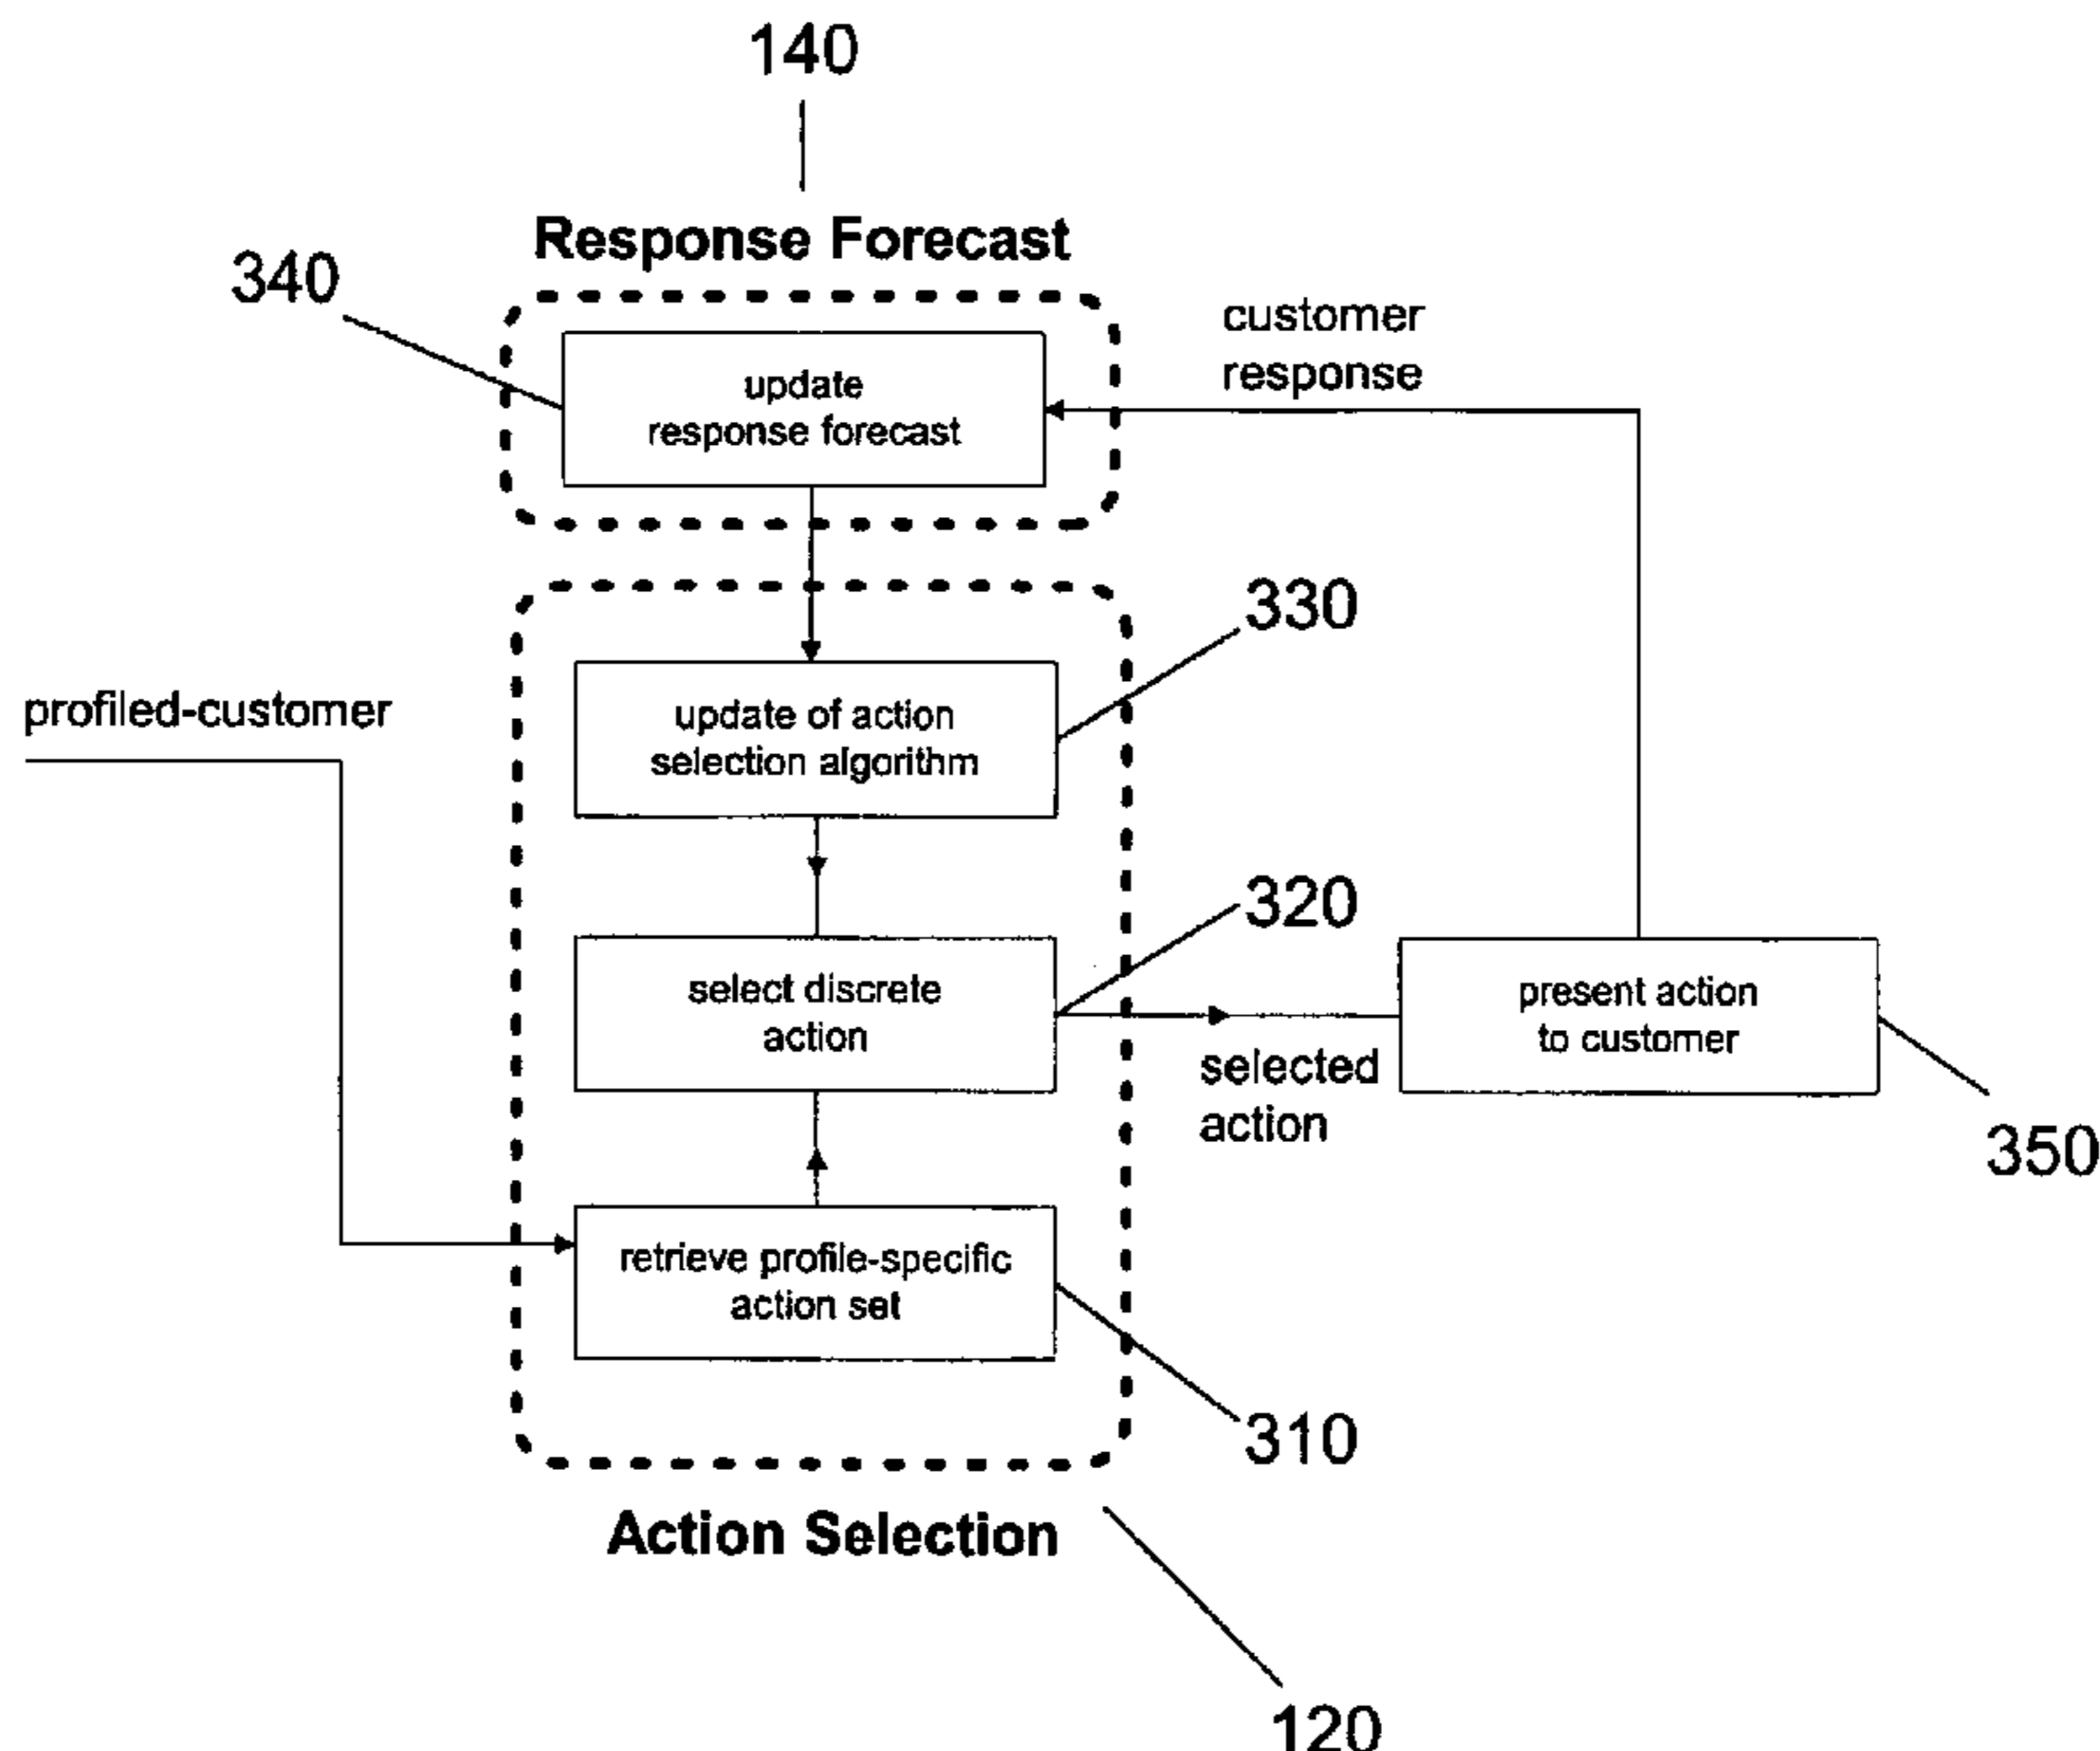 140
Response Forecast
340
customer
response
update
response forecast
330
profiled-customer
update of action
selection algorithm
320
select discrete
action
present action
to customer
selected
action
350
retrieve profile-specific
action set
310
Action Selection
120